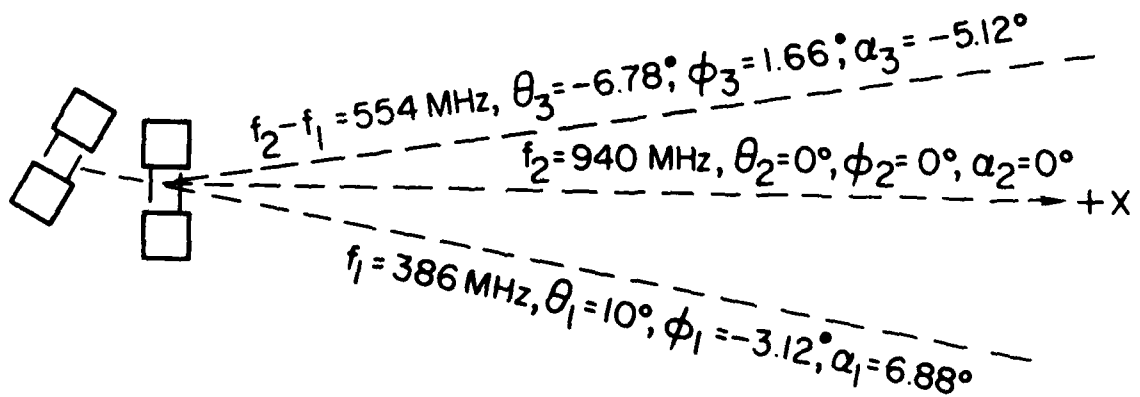 f₂-f₁ = 554 MHz, θ₃=-6.78°, ϕ₃=1.66°, α₃=-5.12°
f₂=940 MHz, θ₂=0°, ϕ₂=0°, α₂=0°
+X
f₁=386 MHz, θ₁=10°, ϕ₁=-3.12°, α₁=6.88°